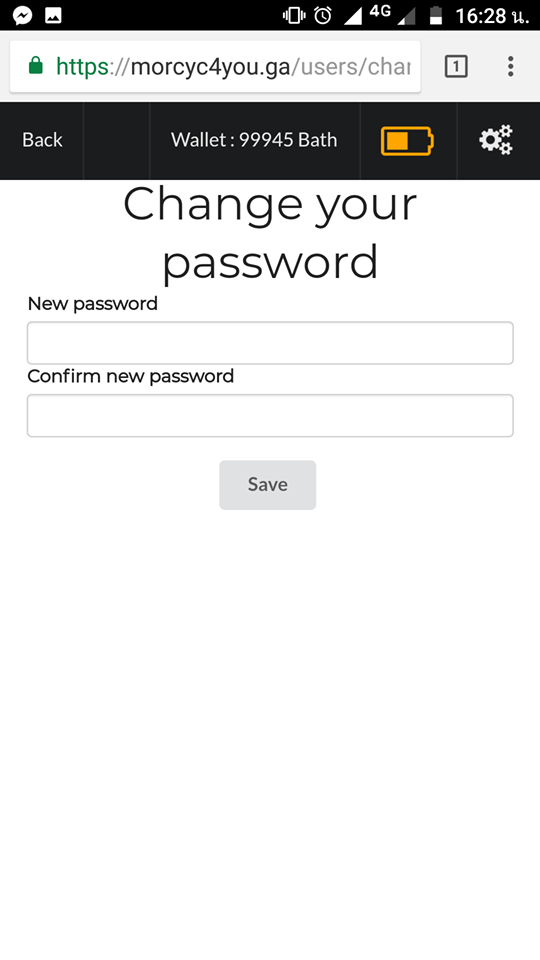 4G 16:28 น.
https://morcyc4you.ga/users/char
1
Back
Wallet : 99945 Bath
Change your
password
New password
Confirm new password
Save